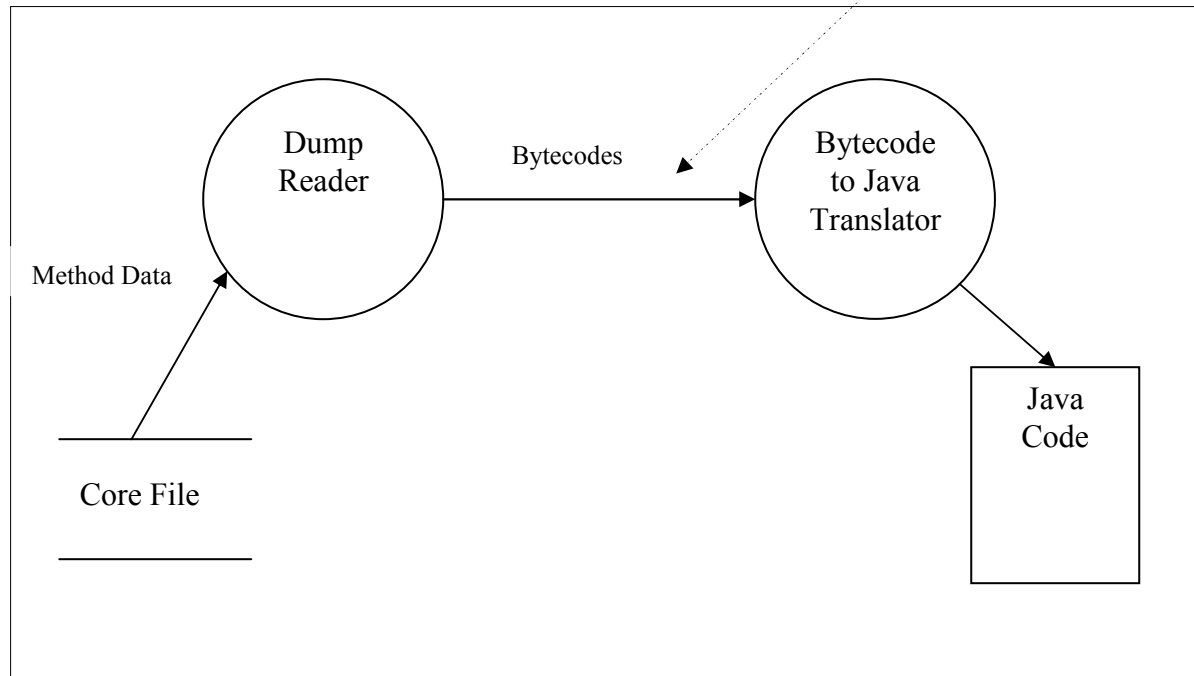 Dump
Reader
Bytecodes
Bytecode
to Java
Translator
Method Data
Java
Code
Core File